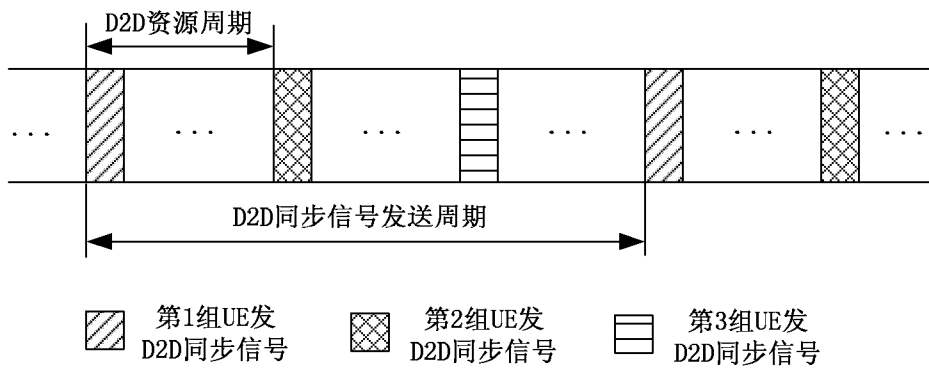 D2D资源周期
... ... ... ... ... ...
D2D同步信号发送周期
第1组UE发
D2D同步信号
第2组UE发
D2D同步信号
第3组UE发
D2D同步信号